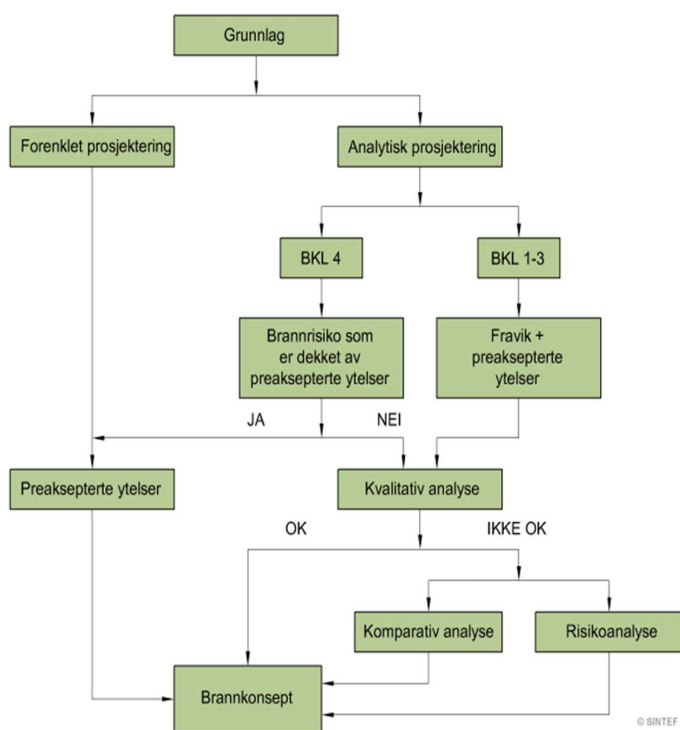 Grunnlag
Forenklet prosjektering
Analytisk prosjektering
BKL 4
BKL 1-3
Brannrisiko som
er dekket av
preaksepterte ytelser
Fravik +
preaksepterte
ytelser
JA
NEI
Preaksepterte ytelser
Kvalitativ analyse
OK
IKKE OK
Komparativ analyse
Risikoanalyse
Brannkonsept
© SINTEF